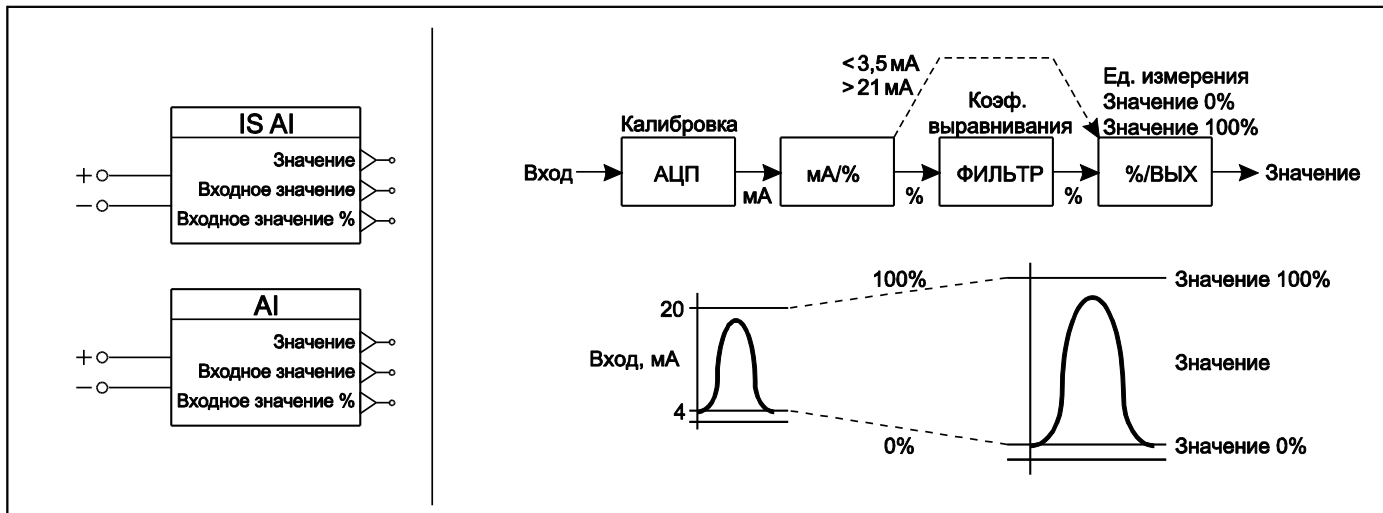 IS AI
Значение
Входное значение
Входное значение %
+
−
AI
Значение
Входное значение
Входное значение %
+
−
< 3,5 мА
> 21 мА
Ед. измерения
Значение 0%
Значение 100%
Коэф.
выравнивания
Калибровка
Вход
АЦП
мА
мА/%
%
ФИЛЬТР
%
%/ВЫХ
Значение
20
Вход, мА
4
100%
0%
Значение 100%
Значение
Значение 0%